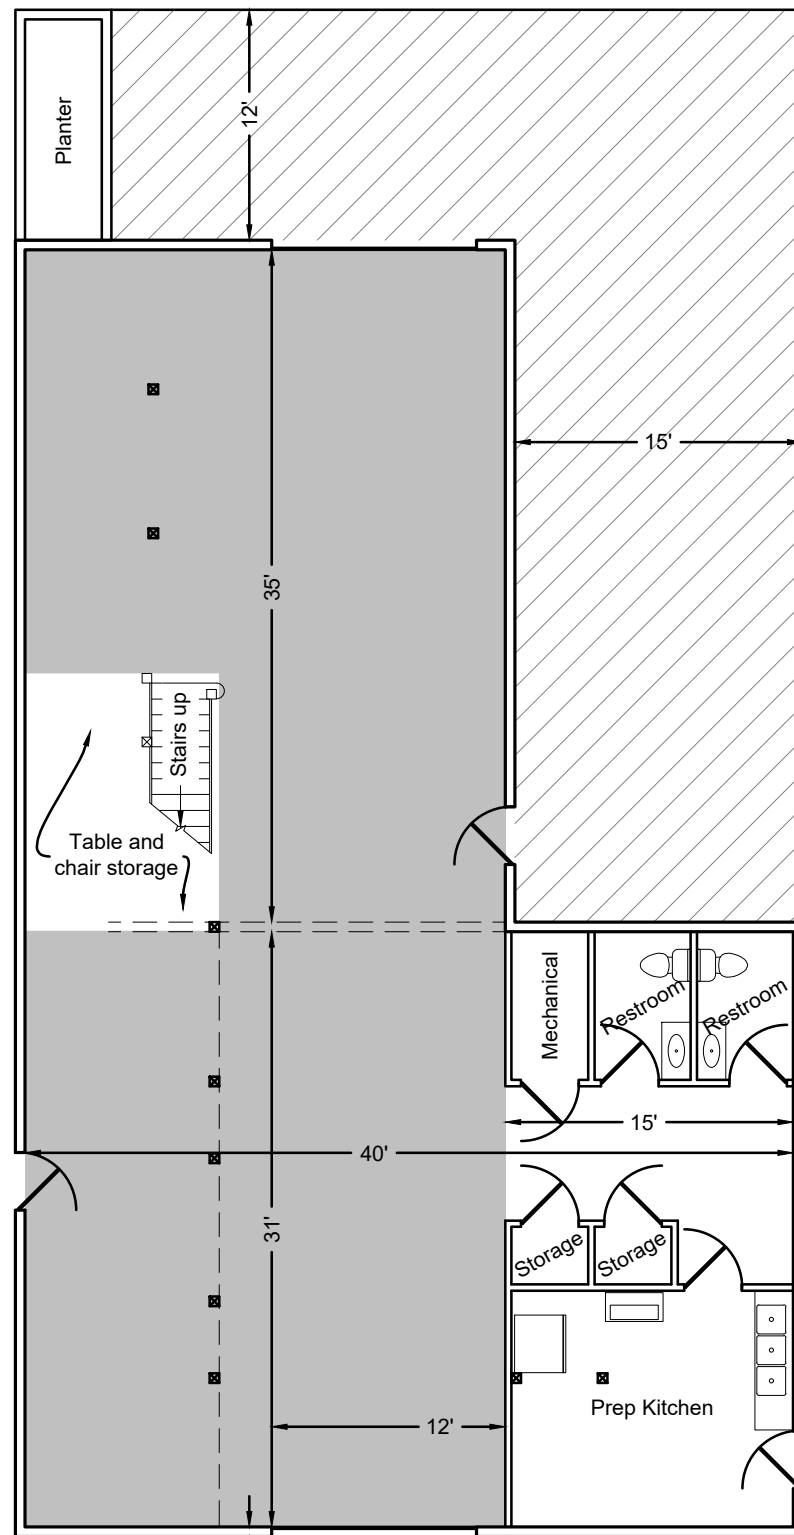 Planter
12'
15'
35'
Stairs up
Table and
chair storage
Mechanical
Restroom
Restroom
15'
40'
31'
Storage
Storage
12'
Prep Kitchen